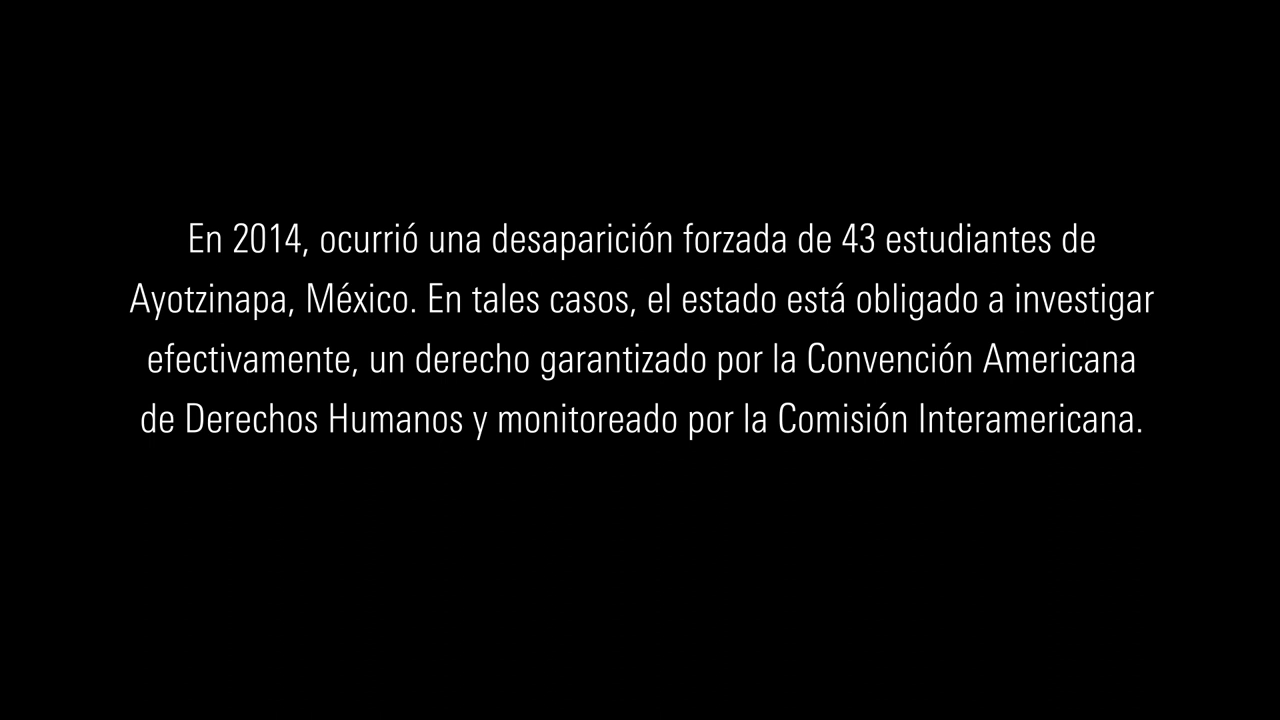 En 2014, ocurrió una desaparición forzada de 43 estudiantes de
Ayotzinapa, México. En tales casos, el estado está obligado a investigar
efectivamente, un derecho garantizado por la Convención Americana
de Derechos Humanos y monitoreado por la Comisión Interamericana.